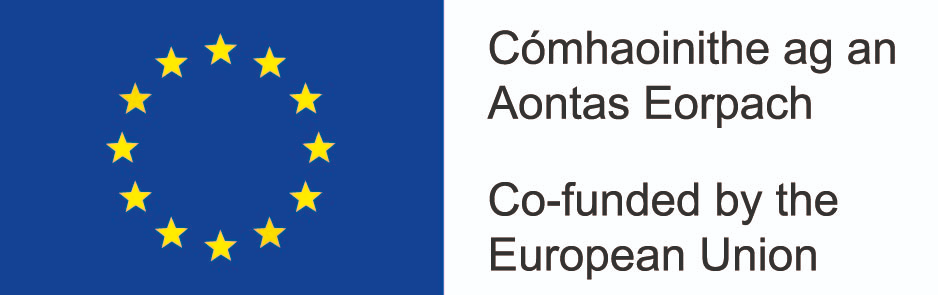 Cómhaoinithe ag an
Aontas Eorpach
Co-funded by the
European Union